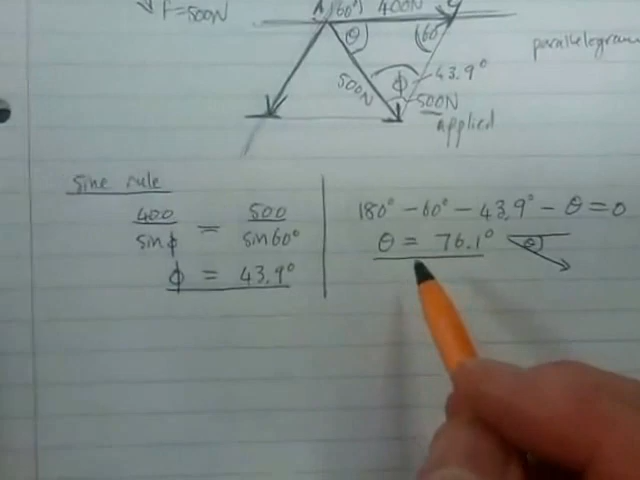 F=500N
A
60°
400N
θ
60
parallelogram
500N
ϕ
43.9°
500N
applied
sine rule
400/sinϕ = 500/sin60°
ϕ = 43.9°
180° - 60° - 43.9° - θ = 0
θ = 76.1°
θ